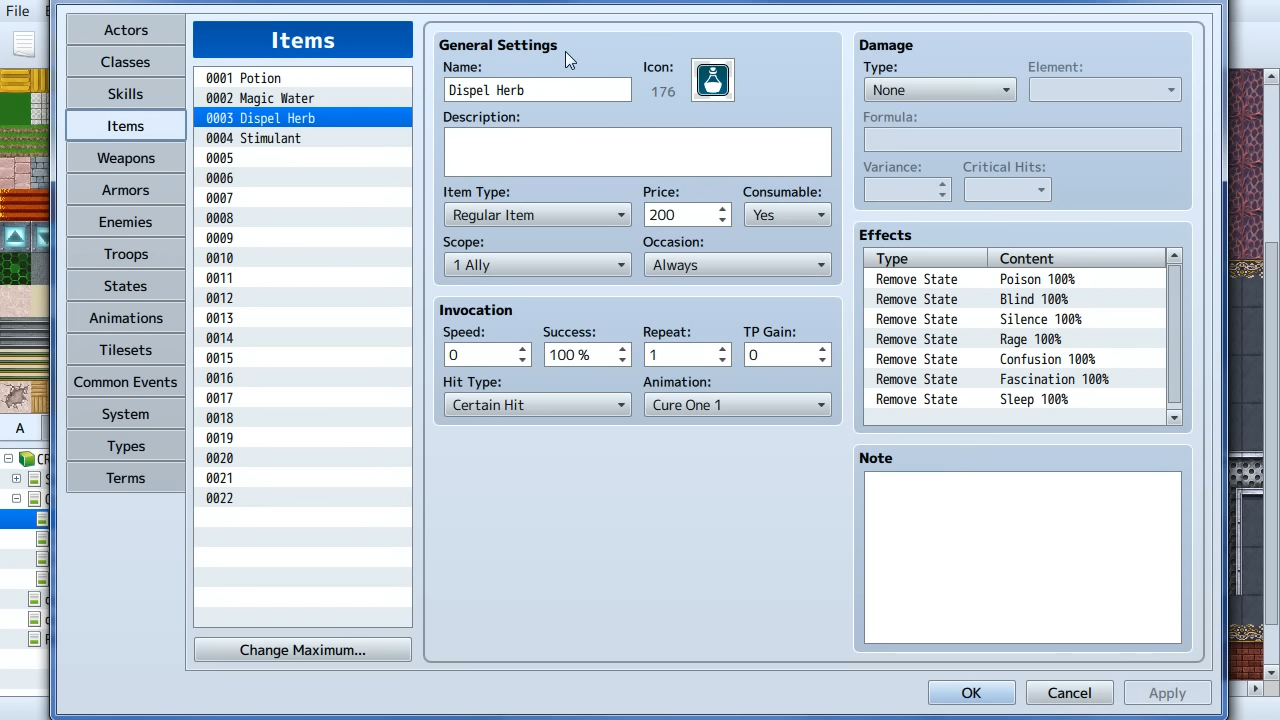 File
Actors
Classes
Skills
Items
Weapons
Armors
Enemies
Troops
States
Animations
Tilesets
Common Events
System
Types
Terms
A
Items
0001 Potion
0002 Magic Water
0003 Dispel Herb
0004 Stimulant
0005
0006
0007
0008
0009
0010
0011
0012
0013
0014
0015
0016
0017
0018
0019
0020
0021
0022
Change Maximum...
General Settings
Name:
Icon:
Dispel Herb
176
Description:
Item Type:
Price:
Consumable:
Regular Item
200
Yes
Scope:
Occasion:
1 Ally
Always
Invocation
Speed:
Success:
Repeat:
TP Gain:
0
100 %
1
0
Hit Type:
Animation:
Certain Hit
Cure One 1
Damage
Type:
Element:
None
Formula:
Variance:
Critical Hits:
Effects
Type Content
Remove State Poison 100%
Remove State Blind 100%
Remove State Silence 100%
Remove State Rage 100%
Remove State Confusion 100%
Remove State Fascination 100%
Remove State Sleep 100%
Note
OK
Cancel
Apply